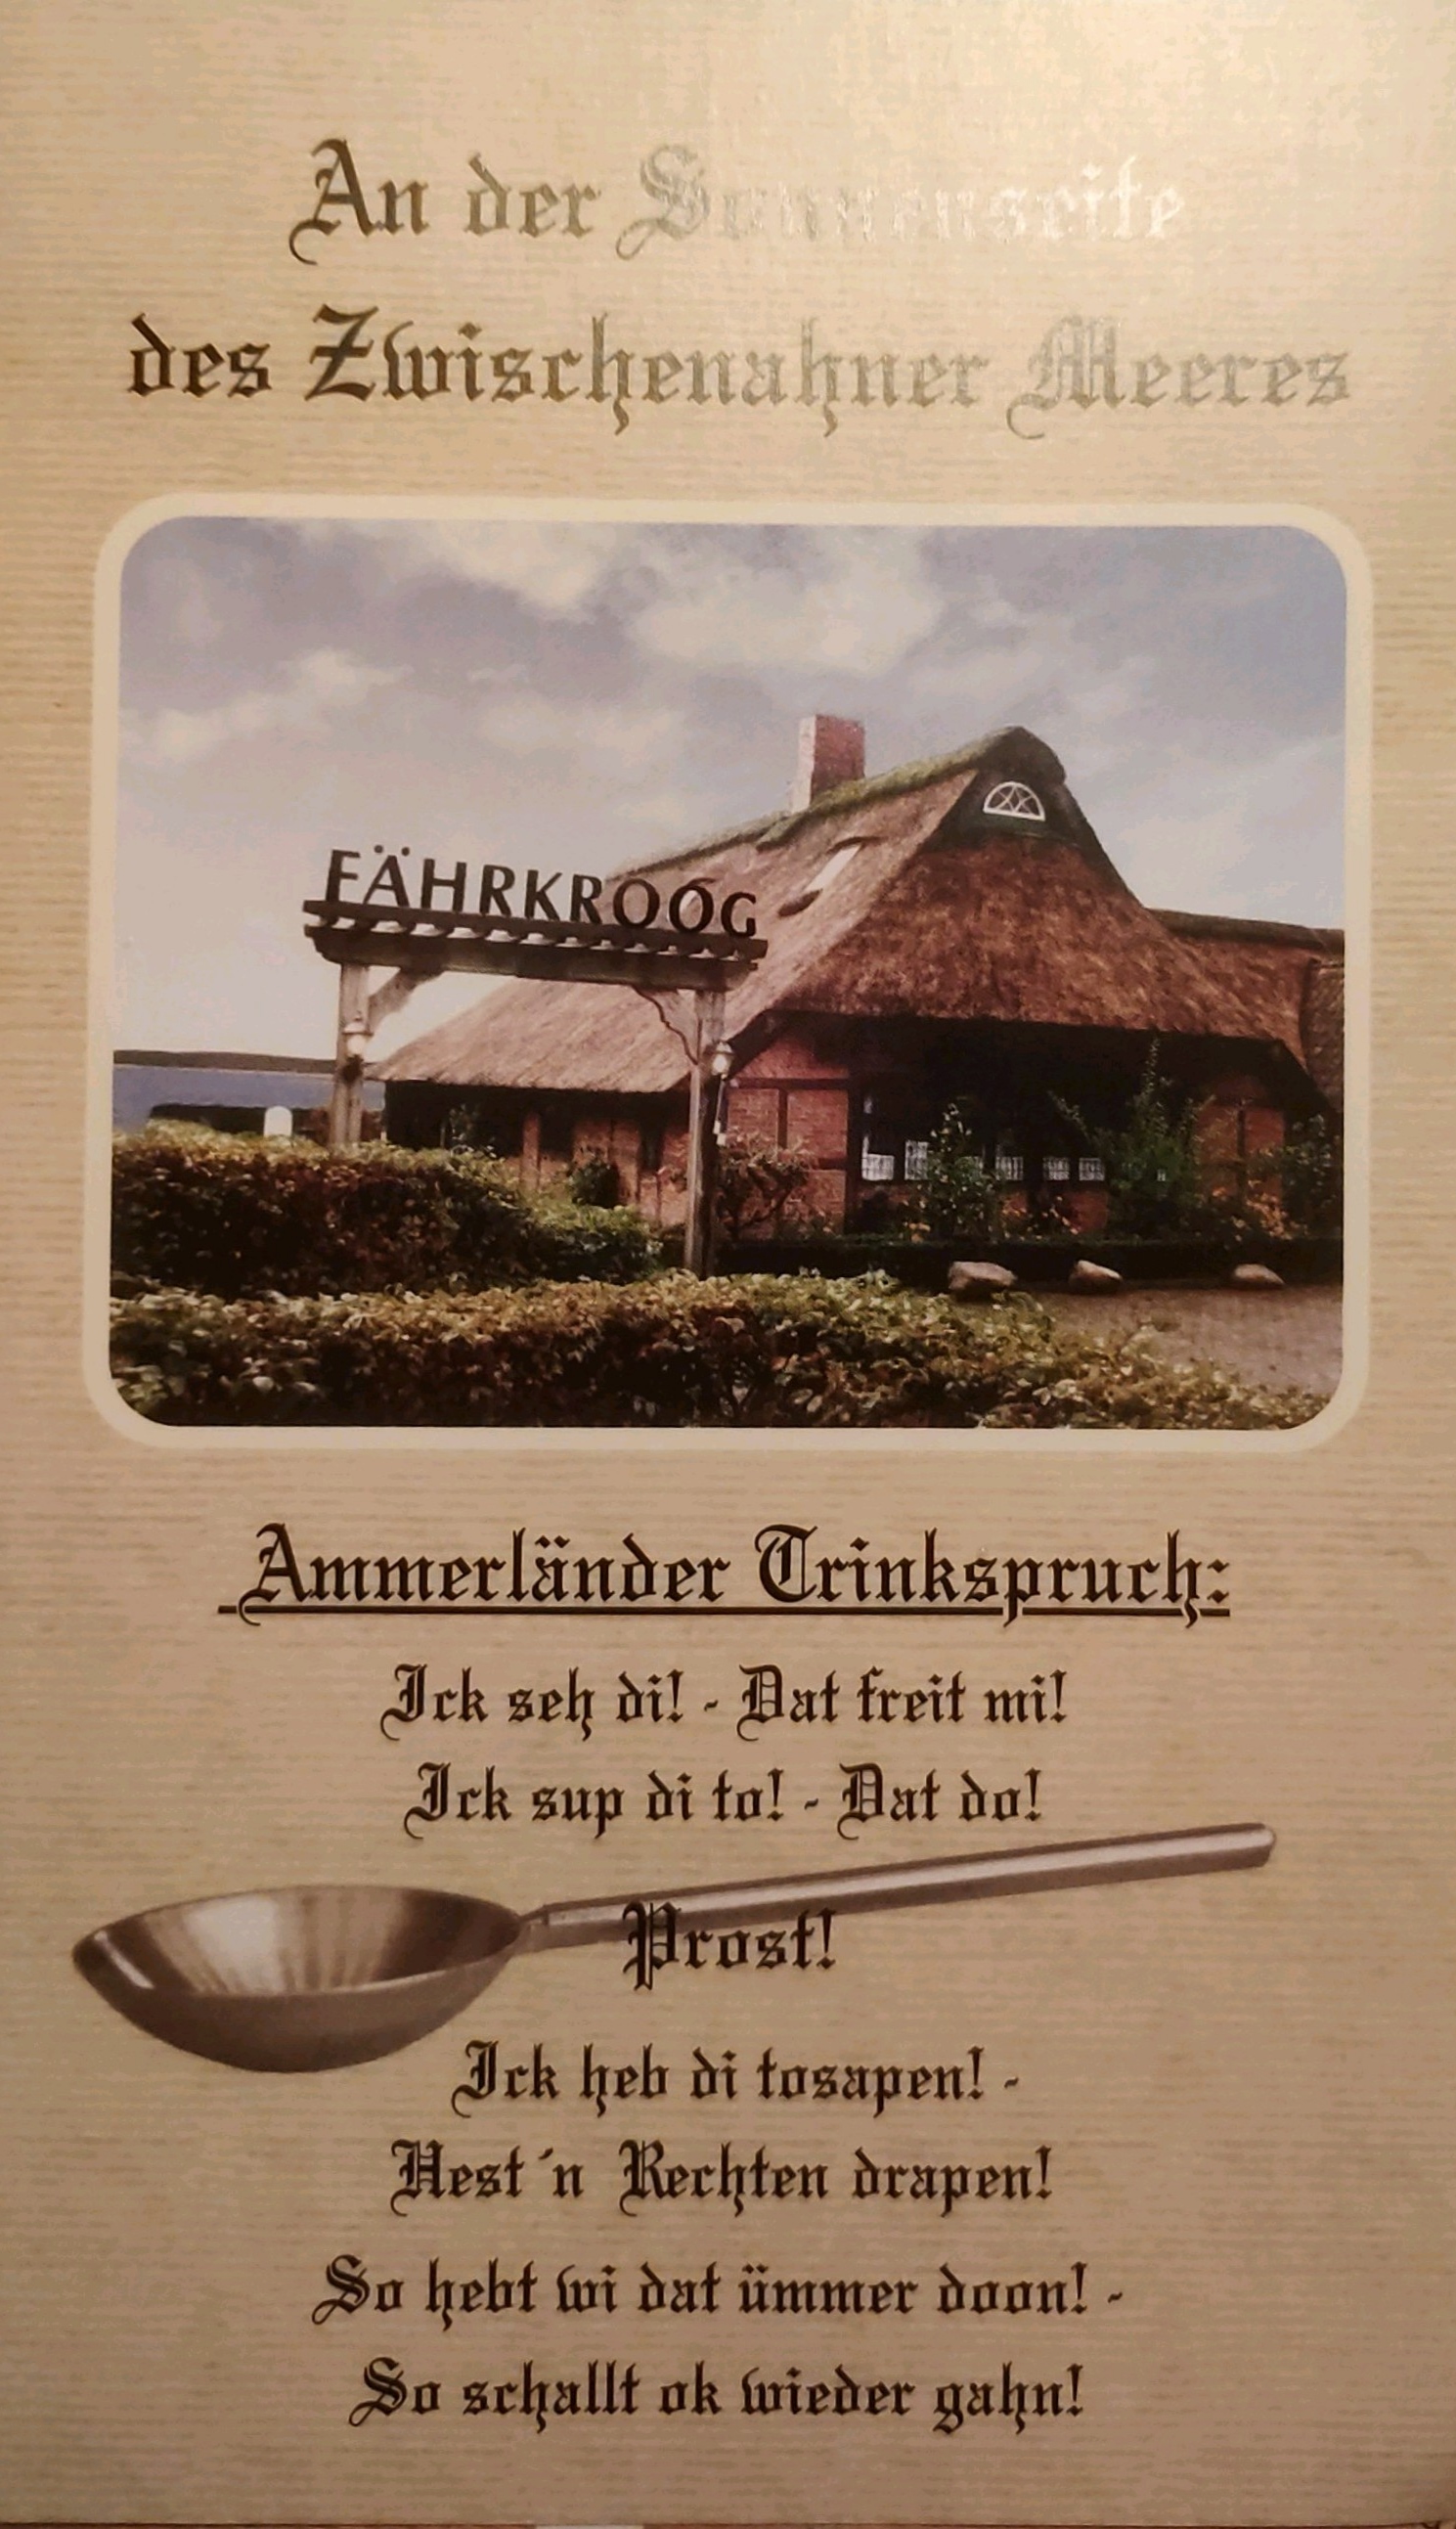 An der Sonnenseite
des Zwischenahner Meeres
FÄHRKROOG
Ammerländer Trinkspruch:
Ick seh di! - Dat freit mi!
Ick sup di to! - Dat do!
Prost!
Ick heb di tosapen! -
Hest´n Rechten drapen!
So hebt wi dat ümmer doon! -
So schallt ok wieder gahn!